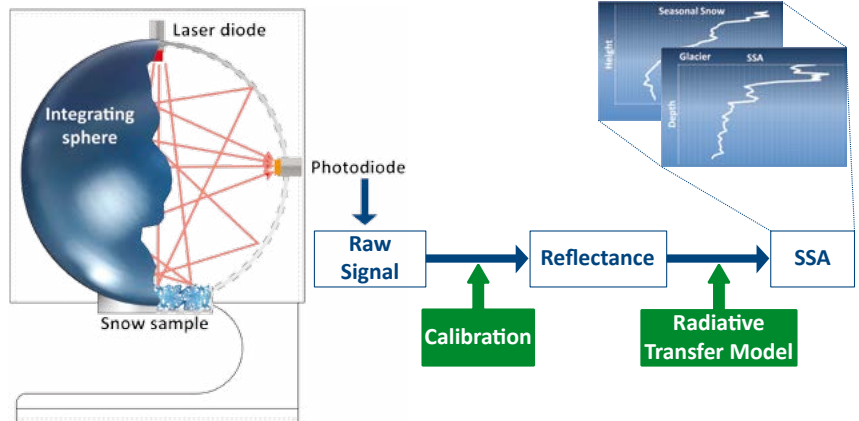 Laser diode
Integrating
sphere
Photodiode
Snow sample
Raw
Signal
Calibration
Reflectance
Radiative
Transfer Model
SSA
Seasonal Snow
Height
Glacier SSA
Depth